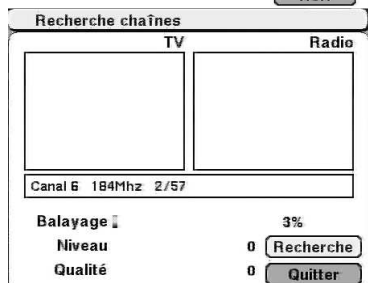 Recherche chaînes
TV Radio
Canal 6 184Mhz 2/57
Balayage 3%
Niveau 0 Recherche
Qualité 0 Quitter